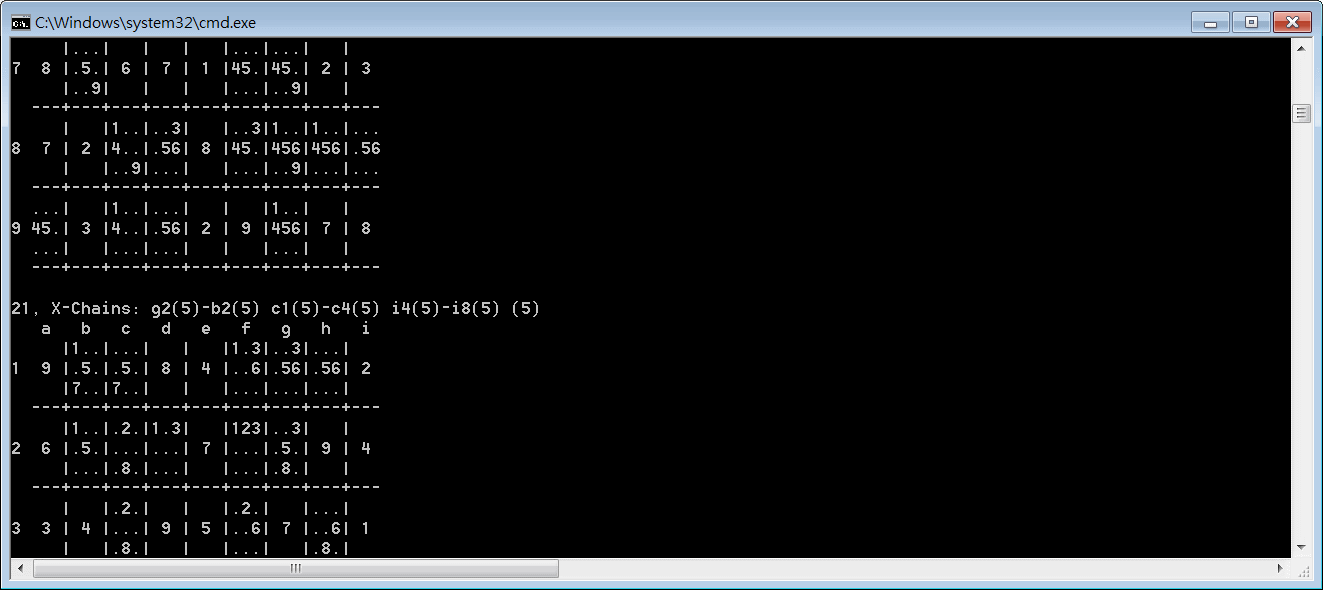 C:\Windows\system32\cmd.exe
       |...|   |   |   |...|...|   |
7  8 |.5.| 6 | 7 | 1 |45.|45.| 2 | 3
     |..9|   |   |   |...|..9|   |
  ---+---+---+---+---+---+---+---+---
     |   |1..|..3|   |..3|1..|1..|...
8  7 | 2 |4..|.56| 8 |45.|456|456|.56
     |   |..9|...|   |...|..9|...|...
  ---+---+---+---+---+---+---+---+---
  ...|   |1..|...|   |   |1..|   |
9 45.| 3 |4..|.56| 2 | 9 |456| 7 | 8
  ...|   |...|...|   |   |...|   |
  ---+---+---+---+---+---+---+---+---
21, X-Chains: g2(5)-b2(5) c1(5)-c4(5) i4(5)-i8(5) (5)
   a   b   c   d   e   f   g   h   i
     |1..|...|   |   |1.3|..3|...|
1  9 |.5.|.5.| 8 | 4 |..6|.56|.56| 2
     |7..|7..|   |   |...|...|...|
  ---+---+---+---+---+---+---+---+---
     |1..|.2.|1.3|   |123|..3|   |
2  6 |.5.|...|...| 7 |...|.5.| 9 | 4
     |...|.8.|...|   |...|.8.|   |
  ---+---+---+---+---+---+---+---+---
     |   |.2.|   |   |.2.|   |...|
3  3 | 4 |...| 9 | 5 |..6| 7 |..6| 1
     |   |.8.|   |   |...|   |.8.|